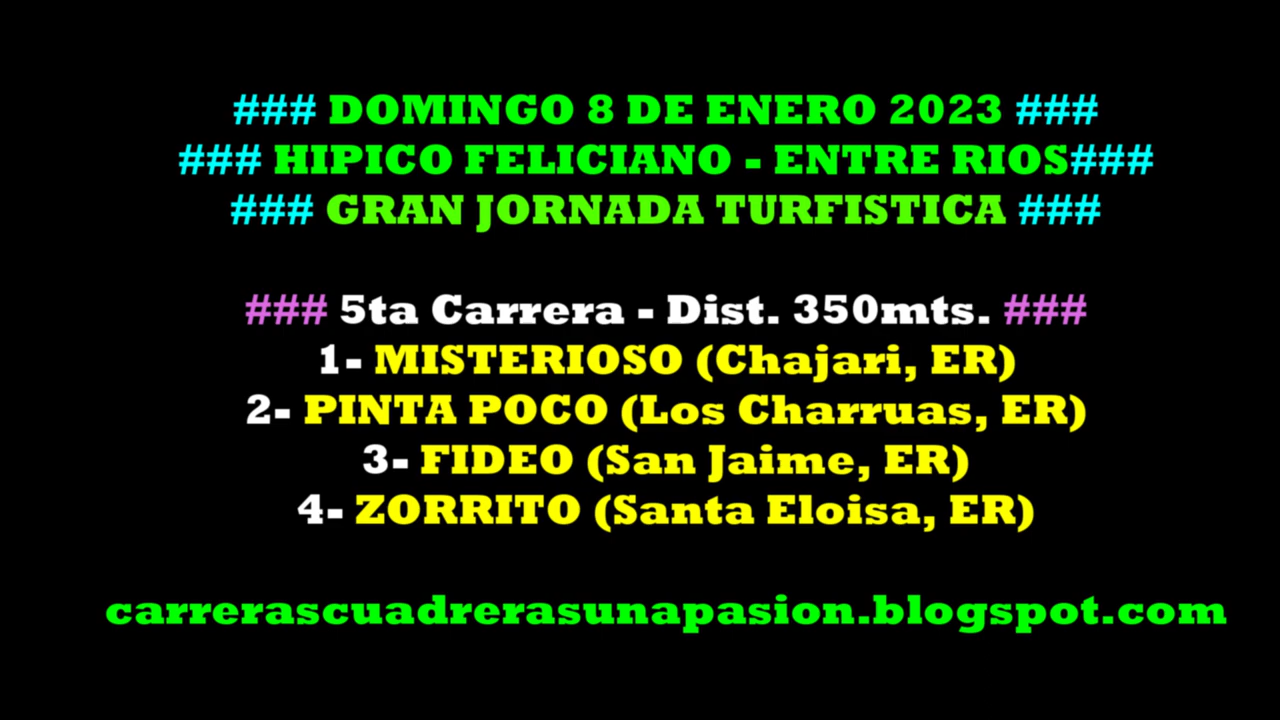 ### DOMINGO 8 DE ENERO 2023 ###
### HIPICO FELICIANO - ENTRE RIOS###
### GRAN JORNADA TURFISTICA ###
### 5ta Carrera - Dist. 350mts. ###
1- MISTERIOSO (Chajari, ER)
2- PINTA POCO (Los Charruas, ER)
3- FIDEO (San Jaime, ER)
4- ZORRITO (Santa Eloisa, ER)
carrerascuadrerasunapasion.blogspot.com